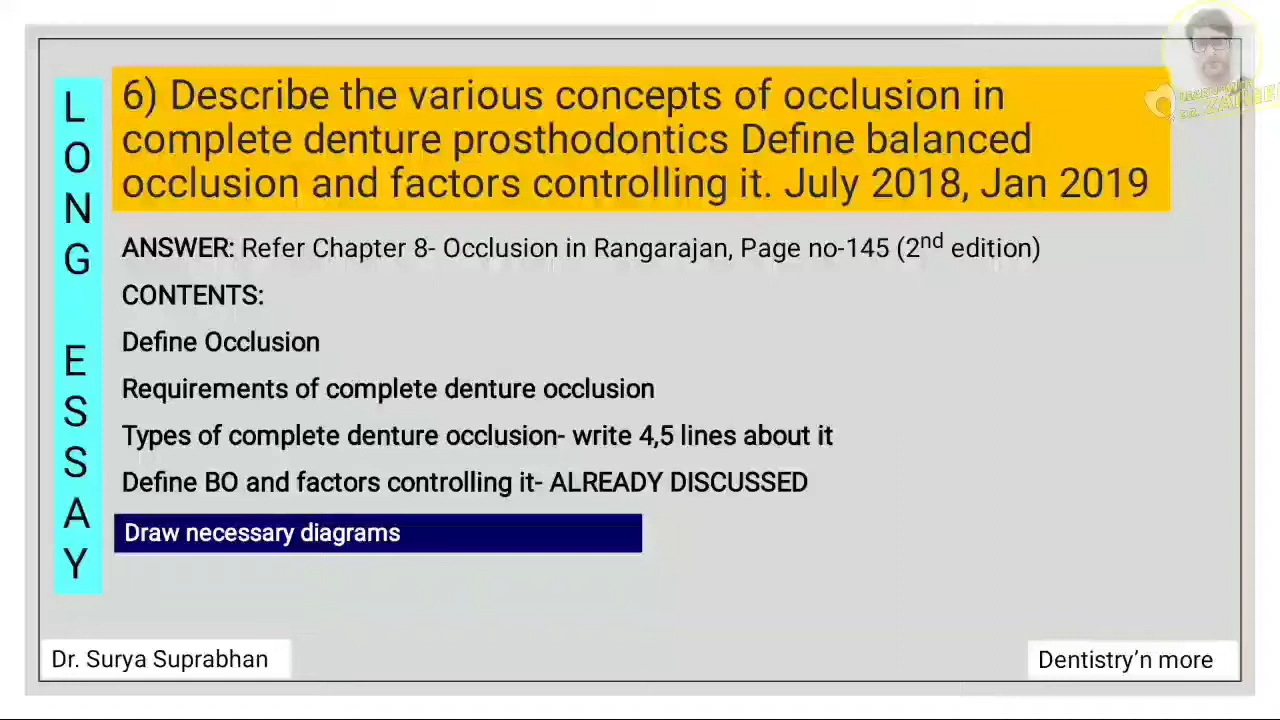 LONG ESSAY
6) Describe the various concepts of occlusion in
complete denture prosthodontics Define balanced
occlusion and factors controlling it. July 2018, Jan 2019
ANSWER: Refer Chapter 8- Occlusion in Rangarajan, Page no-145 (2nd edition)
CONTENTS:
Define Occlusion
Requirements of complete denture occlusion
Types of complete denture occlusion- write 4,5 lines about it
Define BO and factors controlling it- ALREADY DISCUSSED
Draw necessary diagrams
Dr. Surya Suprabhan
Dentistry’n more